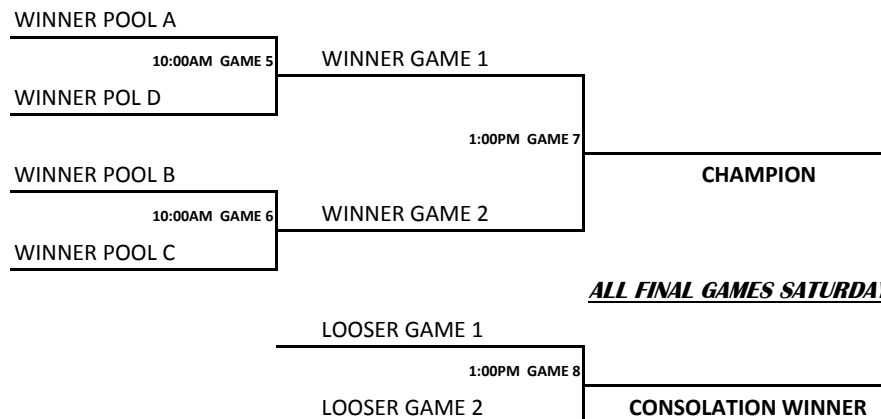 WINNER POOL A
10:00AM GAME 5
WINNER GAME 1
WINNER POL D
1:00PM GAME 7
WINNER POOL B
CHAMPION
10:00AM GAME 6
WINNER GAME 2
WINNER POOL C
ALL FINAL GAMES SATURDAY
LOOSER GAME 1
1:00PM GAME 8
LOOSER GAME 2
CONSOLATION WINNER